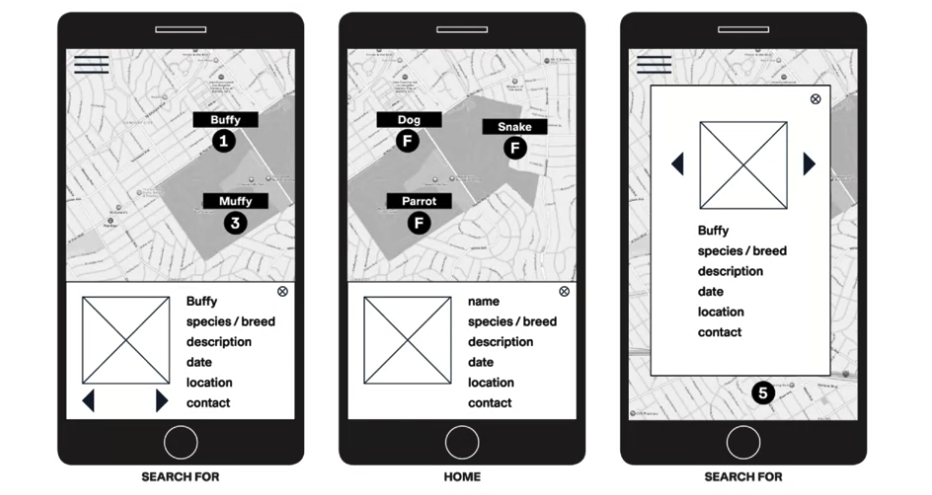 Buffy
1
Muffy
3
Buffy
species / breed
description
date
location
contact
SEARCH FOR
Dog
F
Snake
F
Parrot
F
name
species / breed
description
date
location
contact
HOME
Buffy
species / breed
description
date
location
contact
5
SEARCH FOR